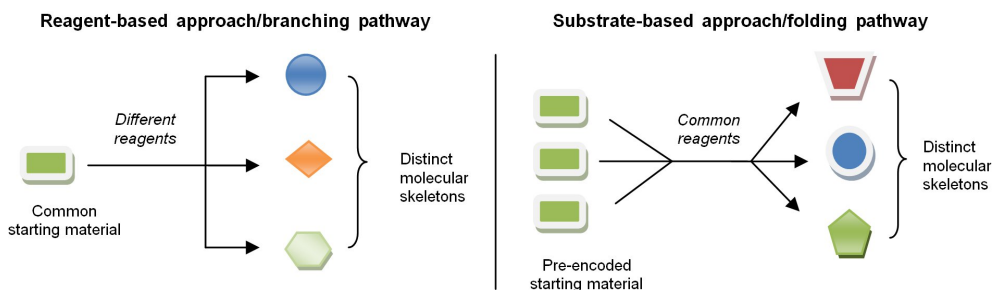 Reagent-based approach/branching pathway
Different
reagents
Common
starting material
Distinct
molecular
skeletons
Substrate-based approach/folding pathway
Common
reagents
Pre-encoded
starting material
Distinct
molecular
skeletons